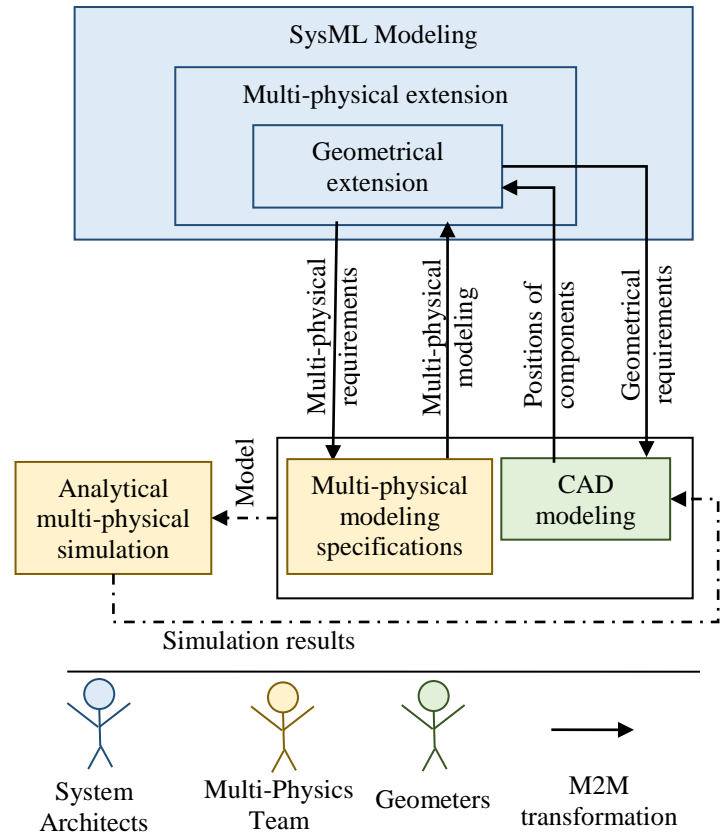 SysML Modeling
Multi-physical extension
Geometrical
extension
Multi-physical
requirements
Multi-physical
modeling
Positions of
components
Geometrical
requirements
Analytical
multi-physical
simulation
Model
Multi-physical
modeling
specifications
CAD
modeling
Simulation results
System
Architects
Multi-Physics
Team
Geometers
M2M
transformation